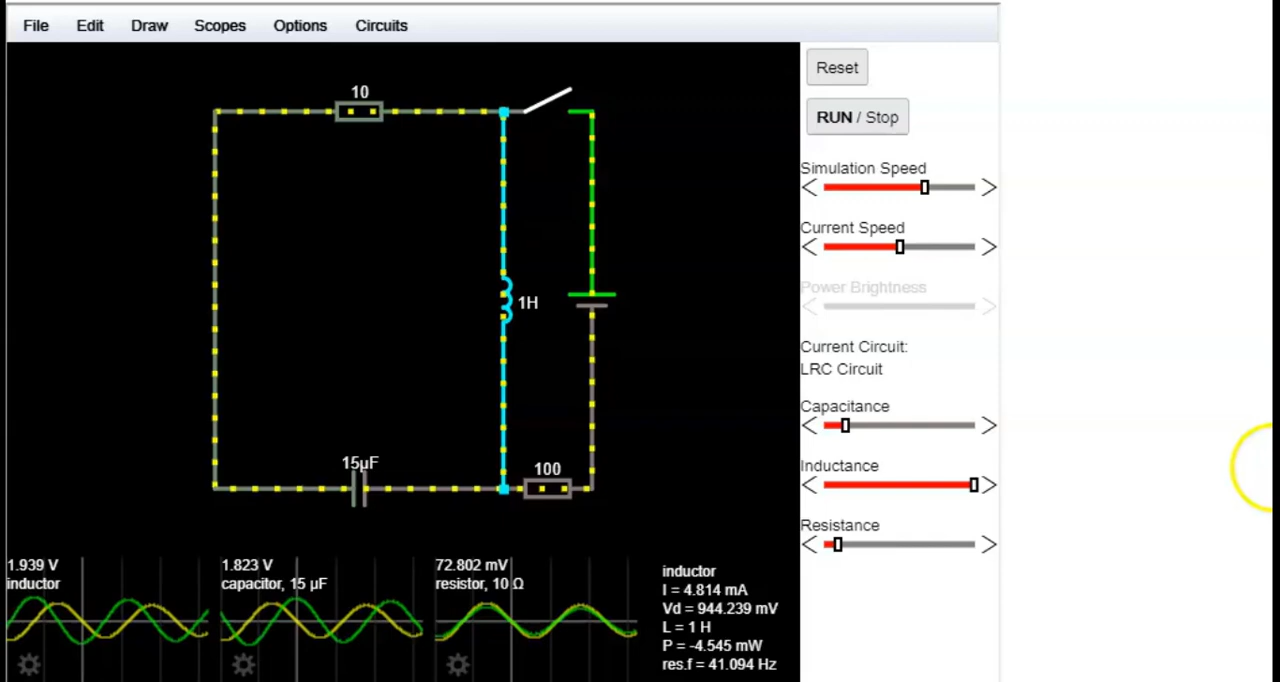 File Edit Draw Scopes Options Circuits
Reset
RUN / Stop
Simulation Speed
Current Speed
Power Brightness
Current Circuit:
LRC Circuit
Capacitance
Inductance
Resistance
10
1H
15µF
100
1.939 V
inductor
1.823 V
capacitor, 15 µF
72.802 mV
resistor, 10 Ω
inductor
I = 4.814 mA
Vd = 944.239 mV
L = 1 H
P = -4.545 mW
res.f = 41.094 Hz